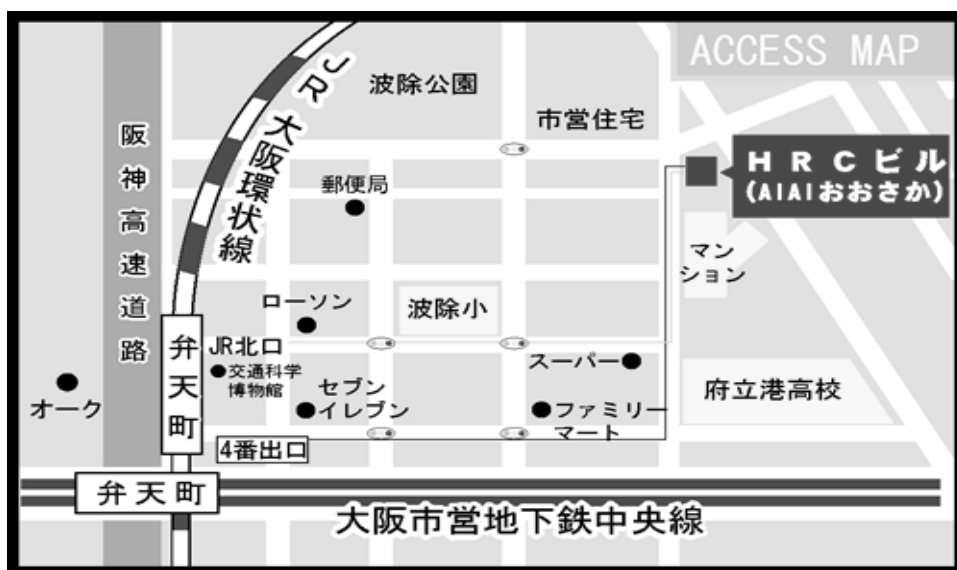 ACCESS MAP
JR大阪環状線
波除公園
市営住宅
阪神高速道路
HRCビル
(AIAIおおさか)
郵便局
マン
ション
ローソン
波除小
弁天町
JR北口
交通科学
博物館
スーパー
オーク
セブン
イレブン
ファミリー
マート
府立港高校
4番出口
弁天町
大阪市営地下鉄中央線